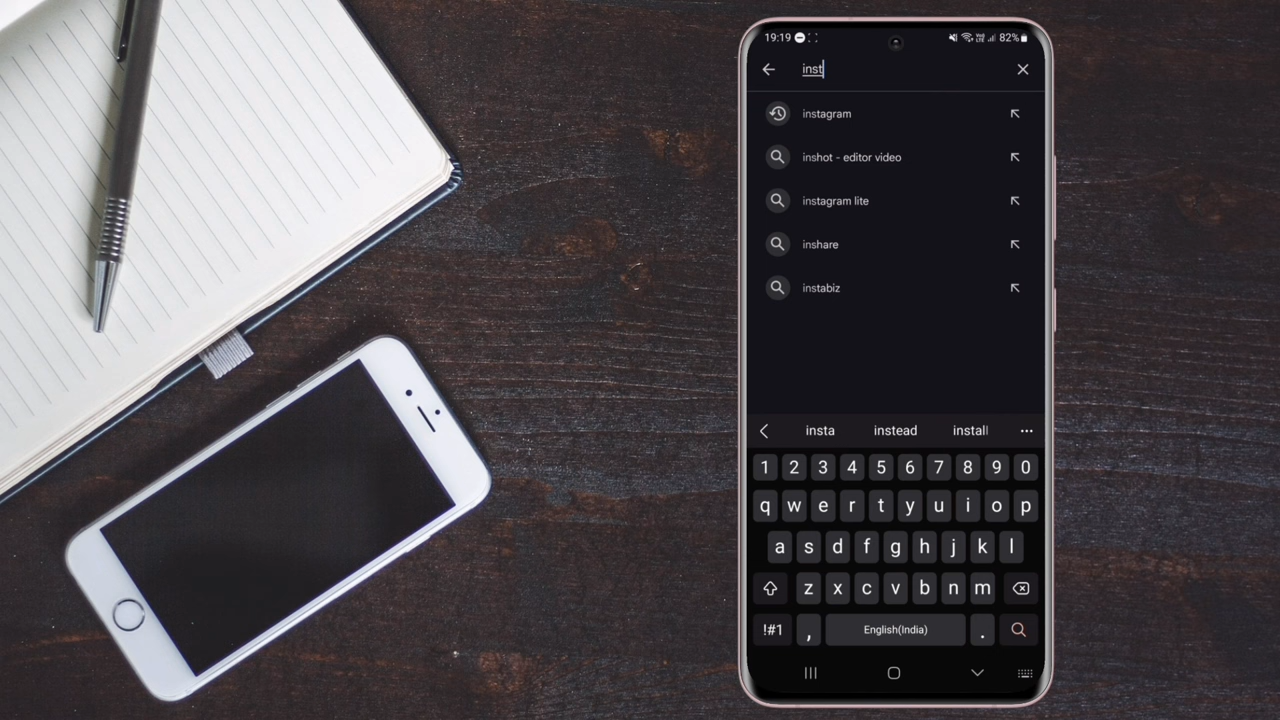 19:19 82%
inst
instagram
inshot - editor video
instagram lite
inshare
instabiz
insta instead install
1 2 3 4 5 6 7 8 9 0
q w e r t y u i o p
a s d f g h j k l
z x c v b n m
!#1 , English(India) .